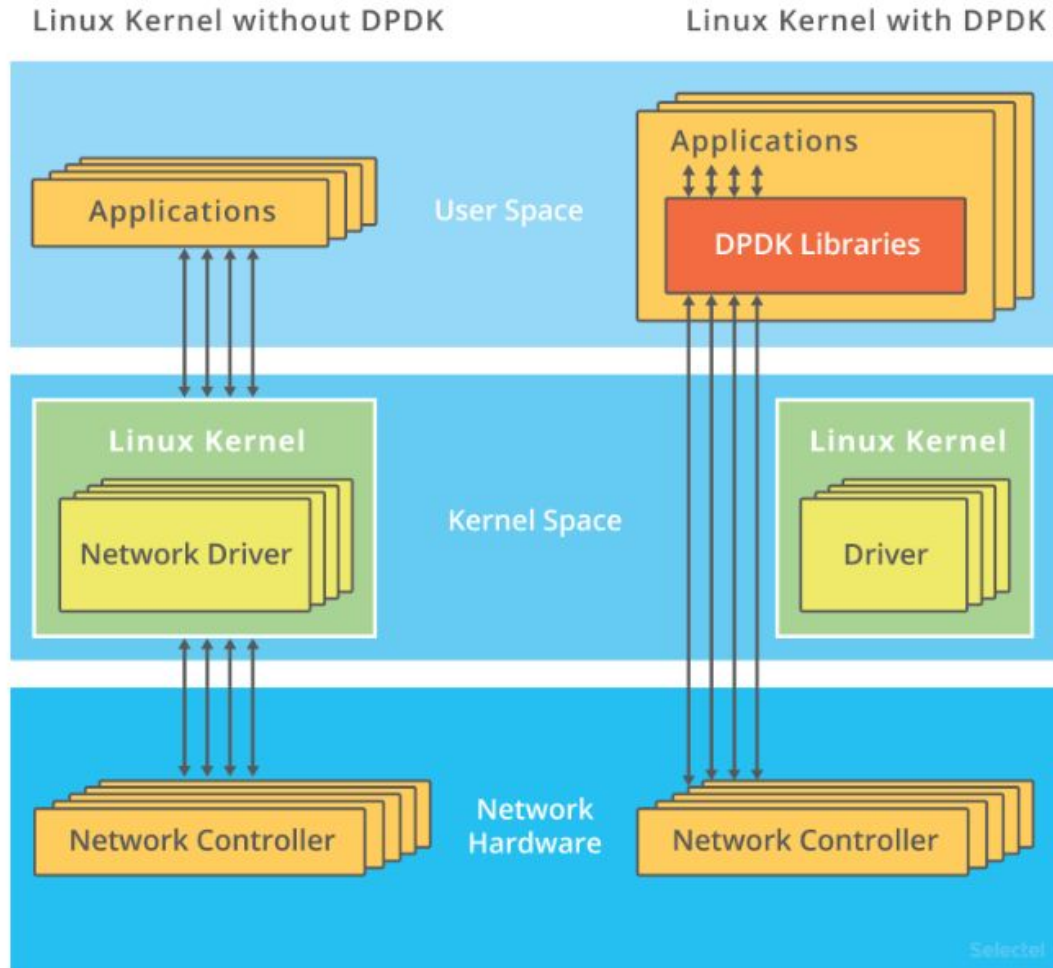 Linux Kernel without DPDK
Linux Kernel with DPDK
Applications
User Space
Applications
DPDK Libraries
Linux Kernel
Network Driver
Kernel Space
Linux Kernel
Driver
Network Controller
Network
Hardware
Network Controller
Selectel